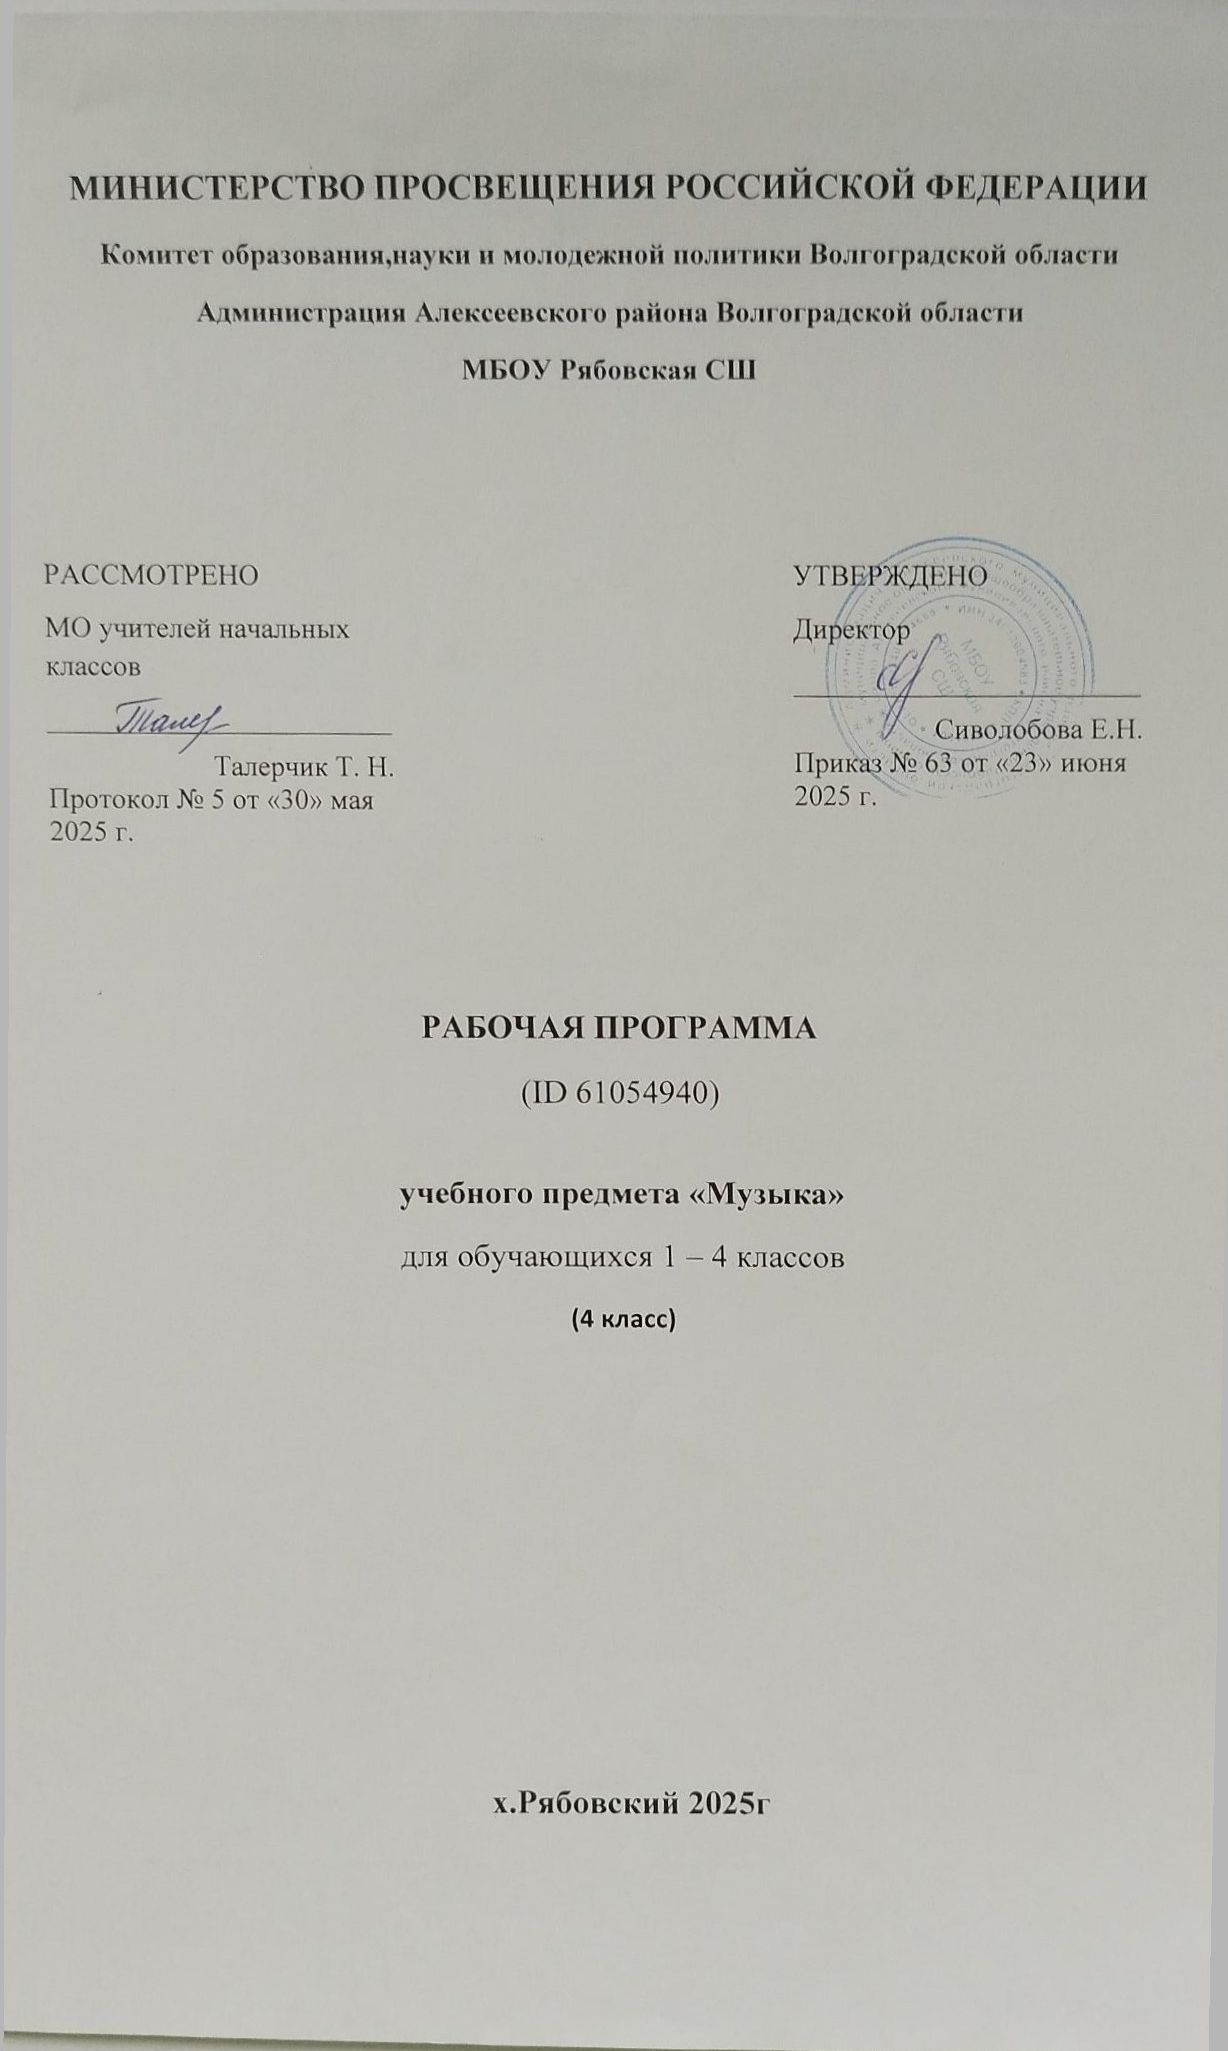 МИНИСТЕРСТВО ПРОСВЕЩЕНИЯ РОССИЙСКОЙ ФЕДЕРАЦИИ
Комитет образования,науки и молодежной политики Волгоградской области
Администрация Алексеевского района Волгоградской области
МБОУ Рябовская СШ
РАССМОТРЕНО
МО учителей начальных
классов
Талерчик Т. Н.
Протокол № 5 от «30» мая
2025 г.
УТВЕРЖДЕНО
Директор
МБОУ
Рябовская
СШ
Сиволобова Е.Н.
Приказ № 63 от «23» июня
2025 г.
РАБОЧАЯ ПРОГРАММА
(ID 61054940)
учебного предмета «Музыка»
для обучающихся 1 – 4 классов
(4 класс)
х.Рябовский 2025г